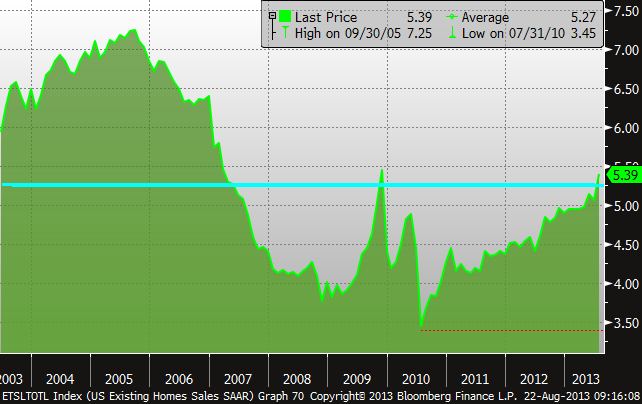 Last Price 5.39 Average 5.27
High on 09/30/05 7.25 Low on 07/31/10 3.45
7.50
7.00
6.50
6.00
5.50
5.39
5.00
4.50
4.00
3.50
2003 2004 2005 2006 2007 2008 2009 2010 2011 2012 2013
ETSLTOTL Index (US Existing Homes Sales SAAR) Graph 70 Copyright© 2013 Bloomberg Finance L.P. 22-Aug-2013 09:16:08